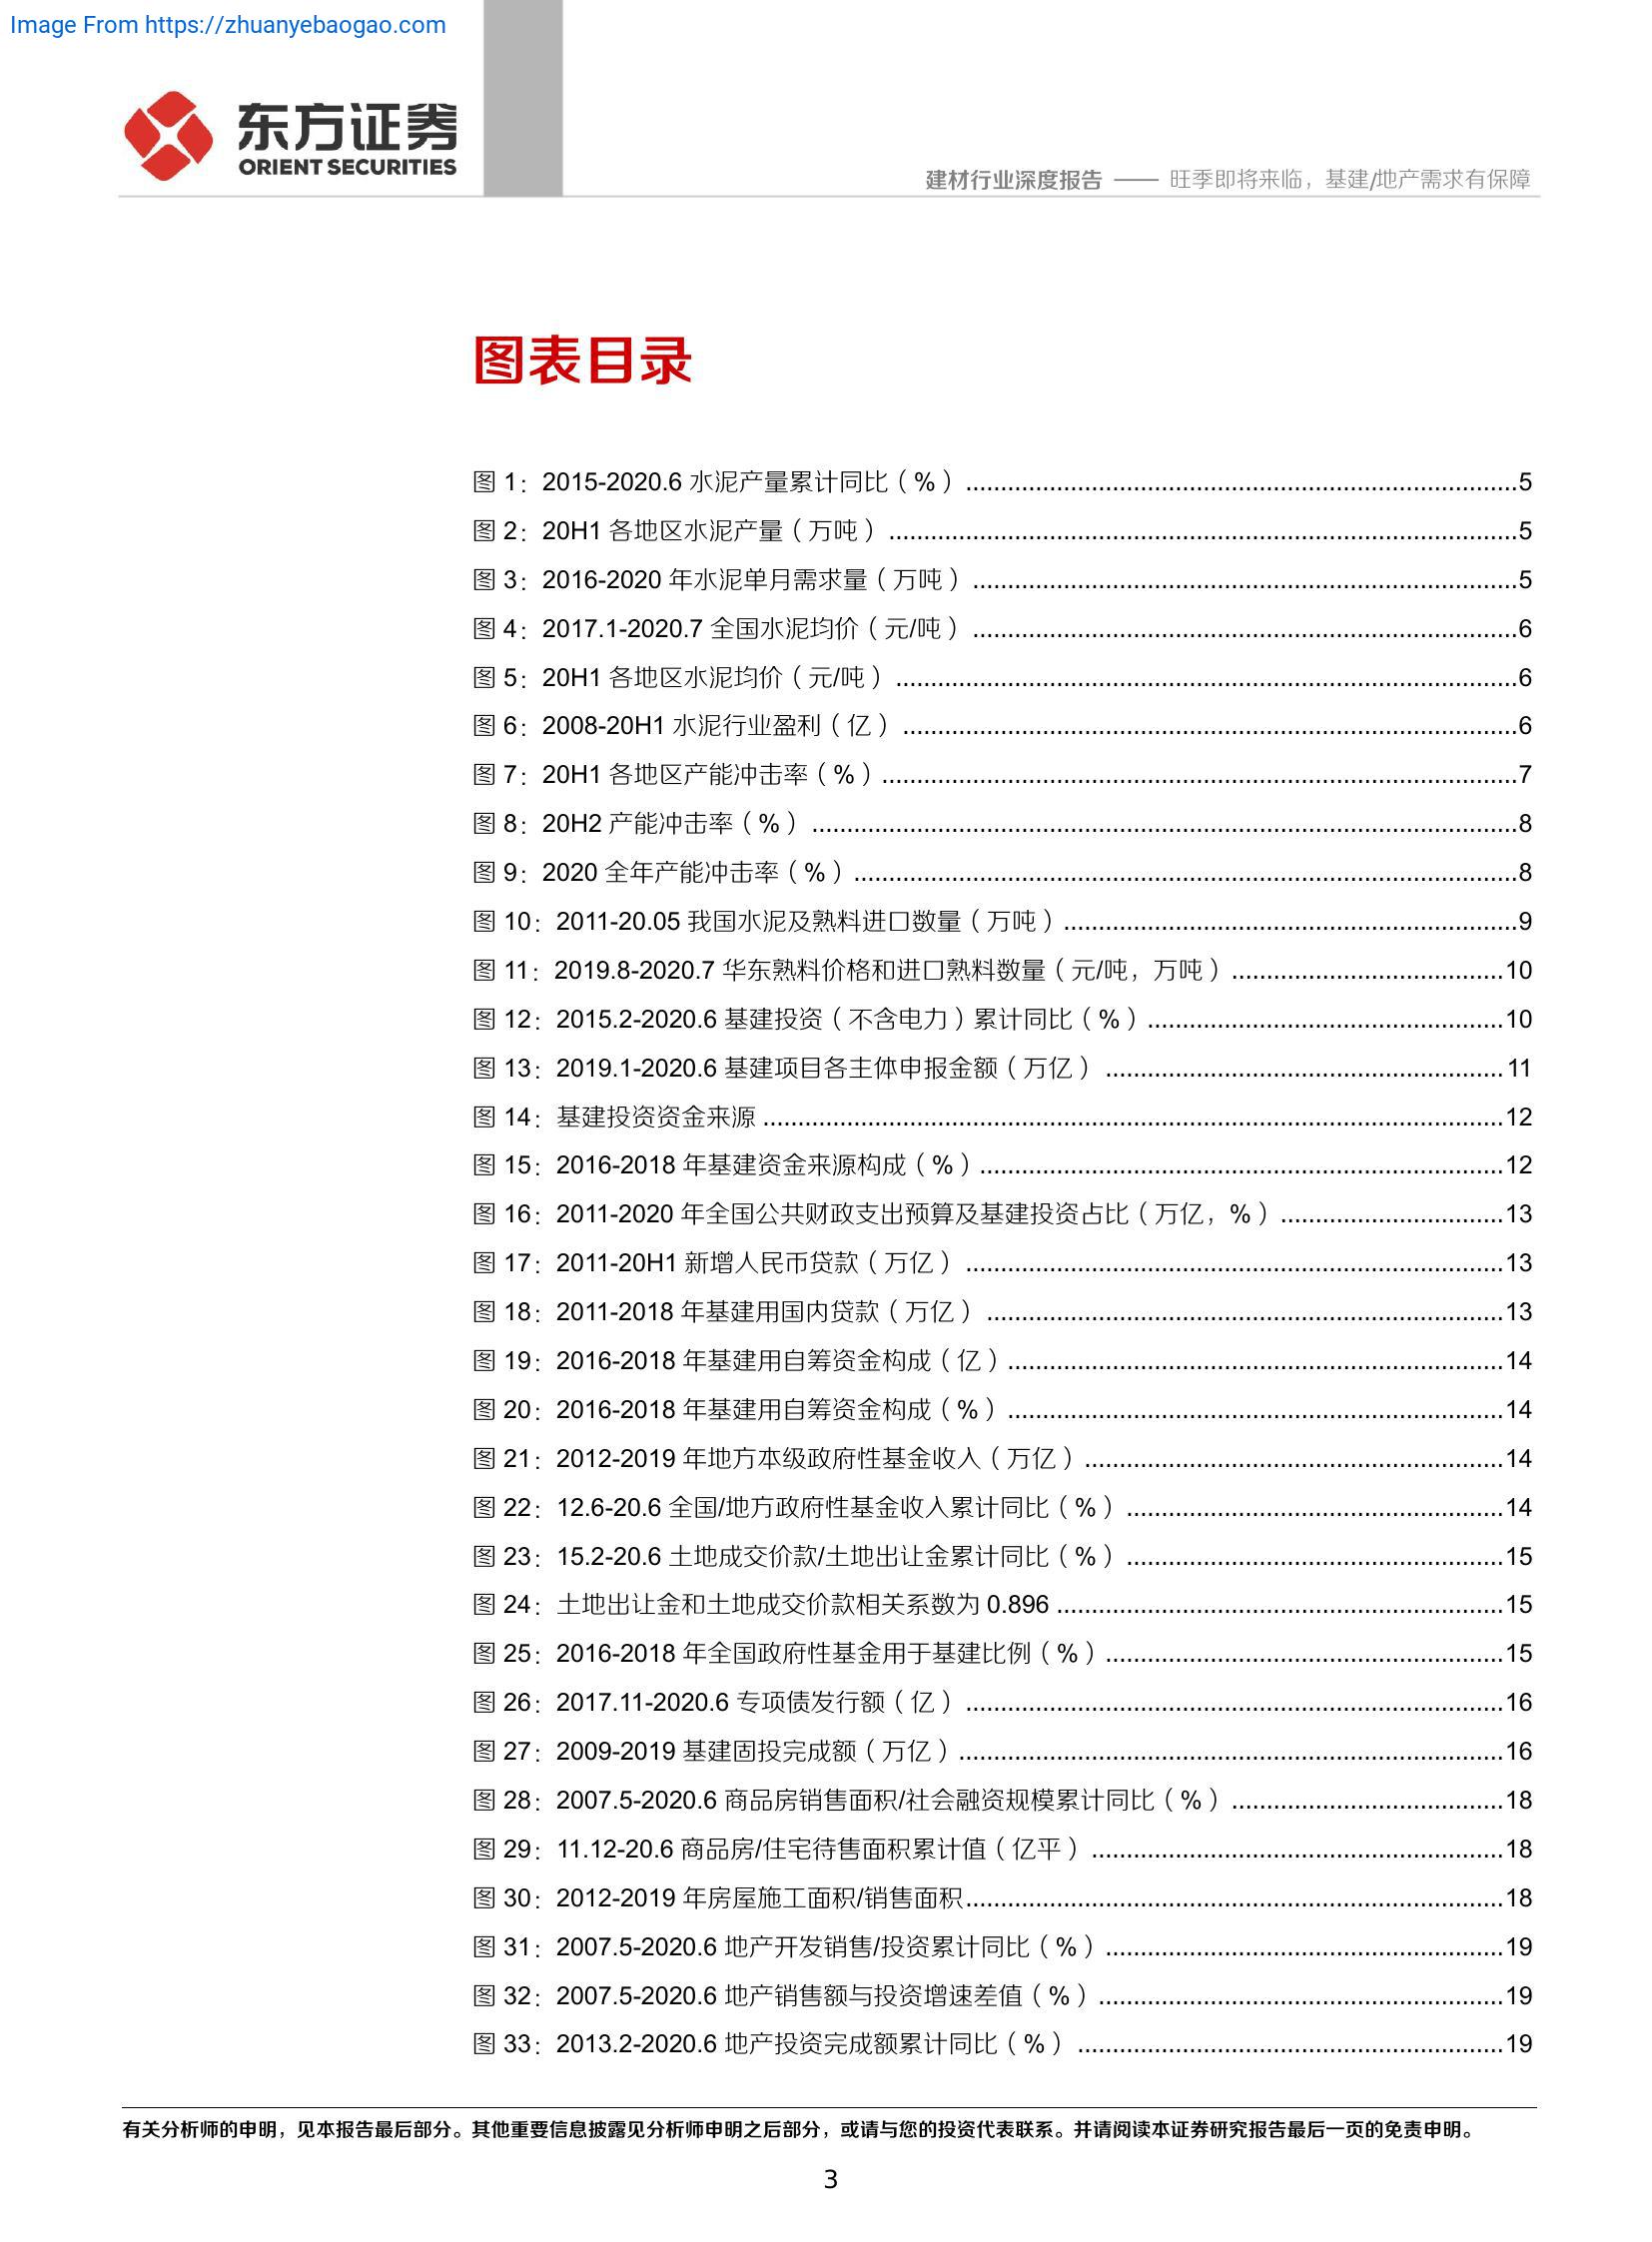 Image From https://zhuanyebaogao.com
东方证券
ORIENT SECURITIES
建材行业深度报告 —— 旺季即将来临，基建/地产需求有保障
图表目录
图 1：2015-2020.6 水泥产量累计同比（%）........................................5
图 2：20H1 各地区水泥产量（万吨）........................................5
图 3：2016-2020 年水泥单月需求量（万吨）........................................5
图 4：2017.1-2020.7 全国水泥均价（元/吨）........................................6
图 5：20H1 各地区水泥均价（元/吨）........................................6
图 6：2008-20H1 水泥行业盈利（亿）........................................6
图 7：20H1 各地区产能冲击率（%）........................................7
图 8：20H2 产能冲击率（%）........................................8
图 9：2020 全年产能冲击率（%）........................................8
图 10：2011-20.05 我国水泥及熟料进口数量（万吨）........................................9
图 11：2019.8-2020.7 华东熟料价格和进口熟料数量（元/吨，万吨）........................................10
图 12：2015.2-2020.6 基建投资（不含电力）累计同比（%）........................................10
图 13：2019.1-2020.6 基建项目各主体申报金额（万亿）........................................11
图 14：基建投资资金来源........................................12
图 15：2016-2018 年基建资金来源构成（%）........................................12
图 16：2011-2020 年全国公共财政支出预算及基建投资占比（万亿，%）........................................13
图 17：2011-20H1 新增人民币贷款（万亿）........................................13
图 18：2011-2018 年基建用国内贷款（万亿）........................................13
图 19：2016-2018 年基建用自筹资金构成（亿）........................................14
图 20：2016-2018 年基建用自筹资金构成（%）........................................14
图 21：2012-2019 年地方本级政府性基金收入（万亿）........................................14
图 22：12.6-20.6 全国/地方政府性基金收入累计同比（%）........................................14
图 23：15.2-20.6 土地成交价款/土地出让金累计同比（%）........................................15
图 24：土地出让金和土地成交价款相关系数为 0.896........................................15
图 25：2016-2018 年全国政府性基金用于基建比例（%）........................................15
图 26：2017.11-2020.6 专项债发行额（亿）........................................16
图 27：2009-2019 基建固投完成额（万亿）........................................16
图 28：2007.5-2020.6 商品房销售面积/社会融资规模累计同比（%）........................................18
图 29：11.12-20.6 商品房/住宅待售面积累计值（亿平）........................................18
图 30：2012-2019 年房屋施工面积/销售面积........................................18
图 31：2007.5-2020.6 地产开发销售/投资累计同比（%）........................................19
图 32：2007.5-2020.6 地产销售额与投资增速差值（%）........................................19
图 33：2013.2-2020.6 地产投资完成额累计同比（%）........................................19
有关分析师的申明，见本报告最后部分。其他重要信息披露见分析师申明之后部分，或请与您的投资代表联系。并请阅读本证券研究报告最后一页的免责申明。
3